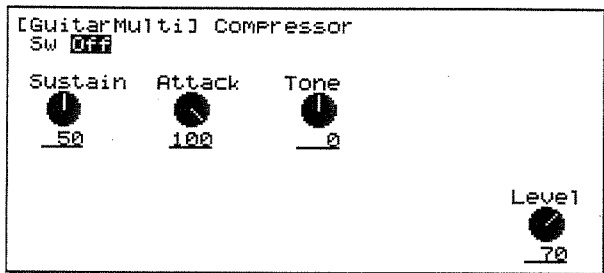 [GuitarMulti] Compressor
Sw Off
Sustain Attack Tone
50 100 0
Level
70